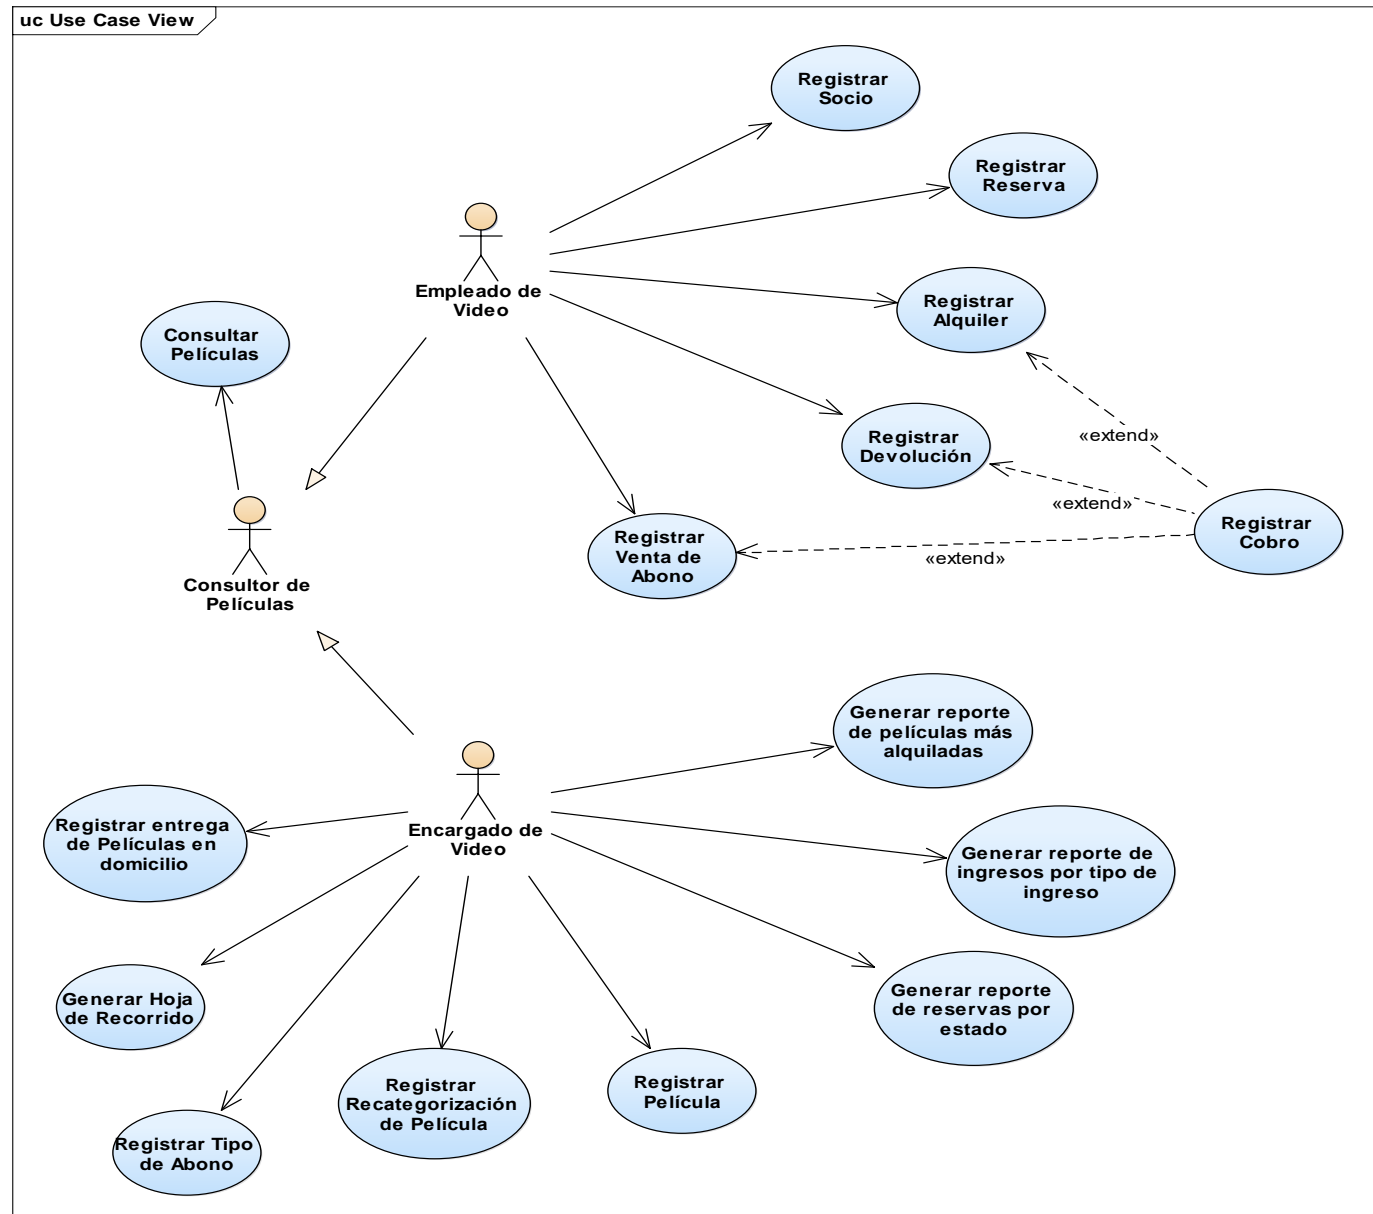 uc Use Case View
Registrar
Socio
Registrar
Reserva
Empleado de
Video
Registrar
Alquiler
Consultar
Películas
«extend»
Registrar
Devolución
«extend»
Registrar
Cobro
Registrar
Venta de
Abono
«extend»
Consultor de
Películas
Generar reporte
de películas más
alquiladas
Encargado de
Video
Registrar entrega
de Películas en
domicilio
Generar reporte de
ingresos por tipo de
ingreso
Generar Hoja
de Recorrido
Generar reporte
de reservas por
estado
Registrar
Recategorización
de Película
Registrar
Película
Registrar Tipo
de Abono